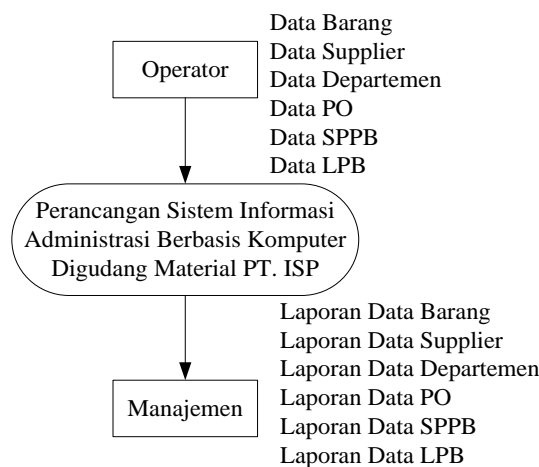 Data Barang
Data Supplier
Operator
Data Departemen
Data PO
Data SPPB
Data LPB
Perancangan Sistem Informasi
Administrasi Berbasis Komputer
Digudang Material PT. ISP
Laporan Data Barang
Laporan Data Supplier
Laporan Data Departemen
Manajemen
Laporan Data PO
Laporan Data SPPB
Laporan Data LPB